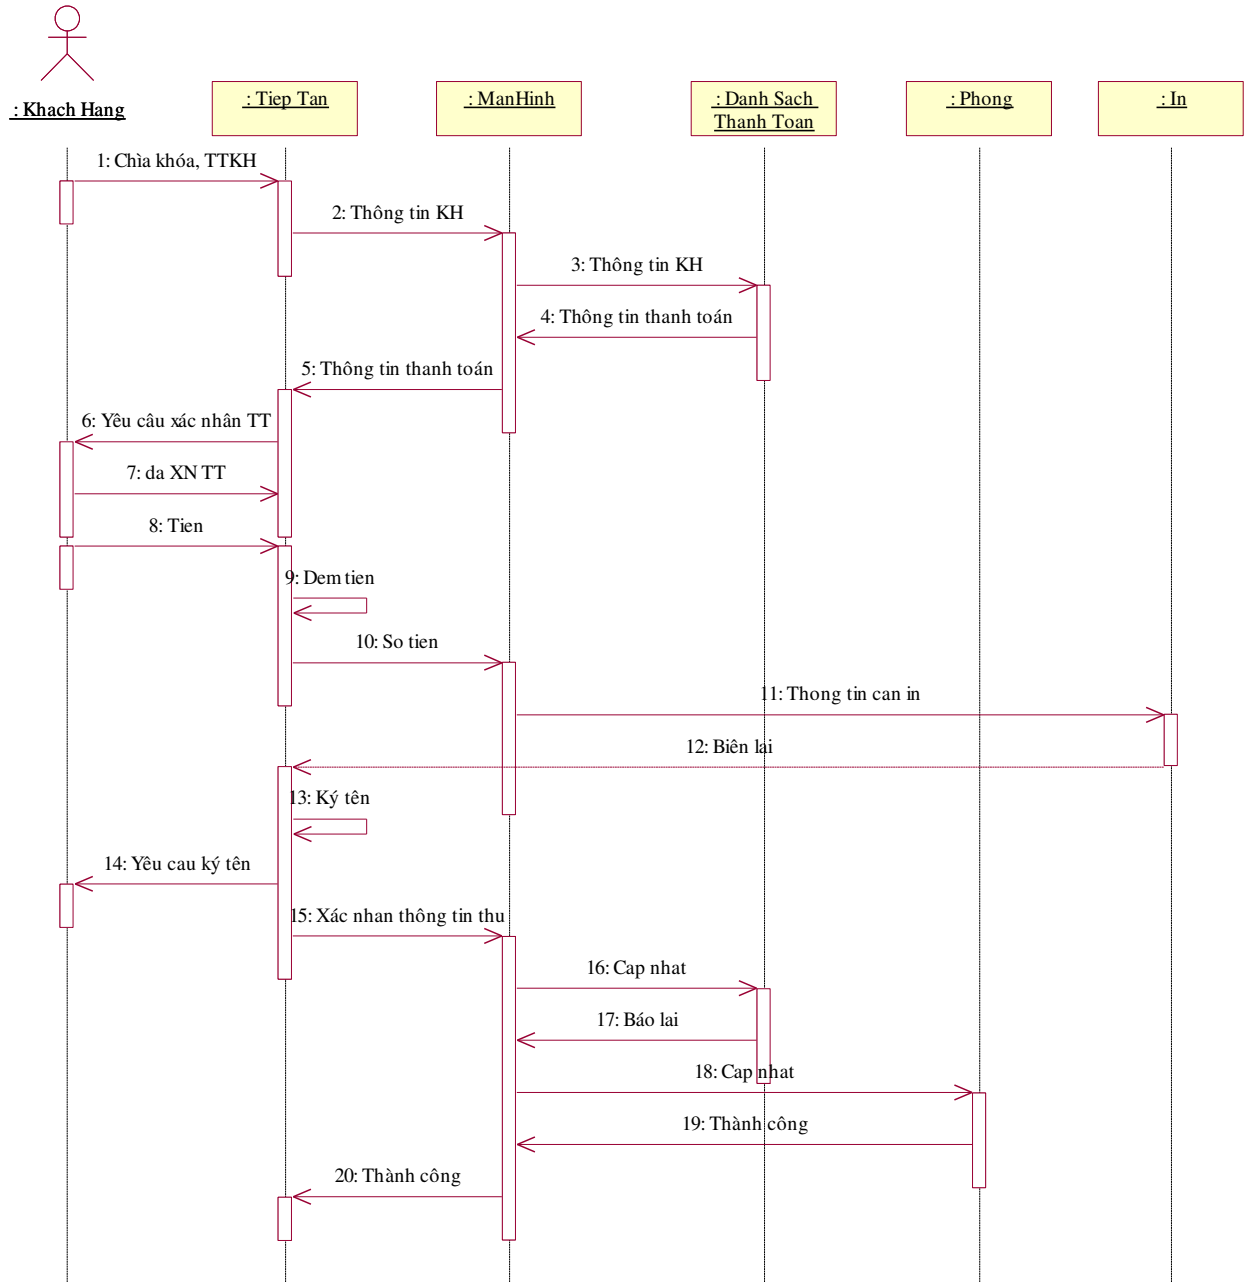 : Khach Hang
: Tiep Tan
: ManHinh
: Danh Sach
Thanh Toan
: Phong
: In
1: Chìa khóa, TTKH
2: Thông tin KH
3: Thông tin KH
4: Thông tin thanh toán
5: Thông tin thanh toán
6: Yêu câu xác nhân TT
7: da XN TT
8: Tien
9: Dem tien
10: So tien
11: Thong tin can in
12: Biên lai
13: Ký tên
14: Yêu cau ký tên
15: Xác nhan thông tin thu
16: Cap nhat
17: Báo lai
18: Cap nhat
19: Thành công
20: Thành công